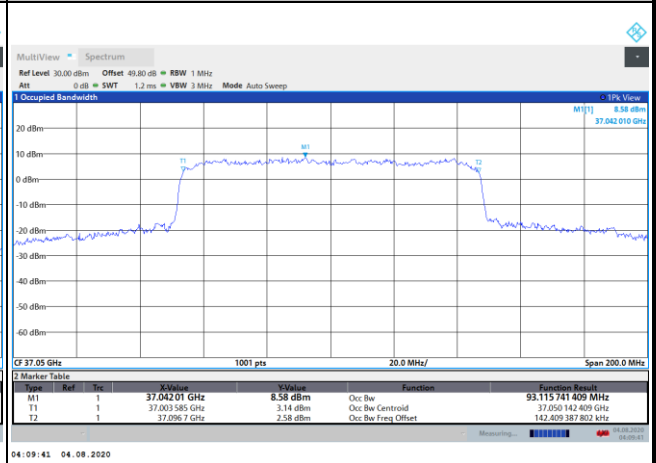 MultiView Spectrum
Ref Level 30.00 dBm Offset 49.80 dB RBW 1 MHz
Att 0 dB SWT 1.2 ms VBW 3 MHz Mode Auto Sweep
1 Occupied Bandwidth 1Pk View
M1[1] 8.58 dBm
37.042 010 GHz
20 dBm
M1
10 dBm
T1 T2
0 dBm
-10 dBm
-20 dBm
-30 dBm
-40 dBm
-50 dBm
-60 dBm
CF 37.05 GHz 1001 pts 20.0 MHz/ Span 200.0 MHz
2 Marker Table
Type Ref Trc X-Value Y-Value Function Function Result
M1 1 37.04201 GHz 8.58 dBm Occ Bw 93.115 741 409 MHz
T1 1 37.003 585 GHz 3.14 dBm Occ Bw Centroid 37.050 142 409 GHz
T2 1 37.096 7 GHz 2.58 dBm Occ Bw Freq Offset 142.409 387 802 kHz
Measuring... 04.08.2020
04:09:41
04:09:41 04.08.2020